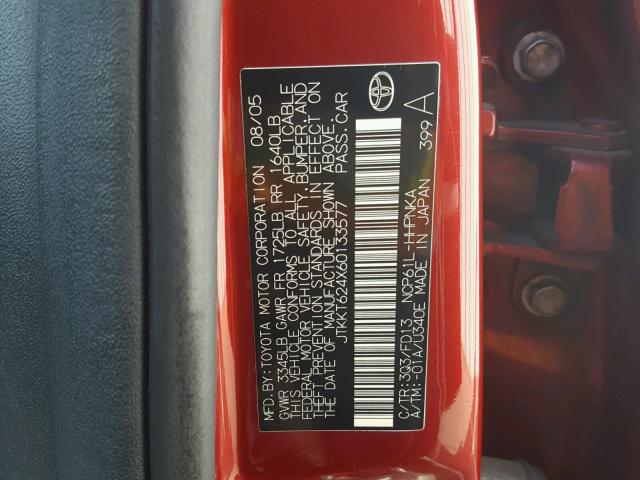 MFD.BY:TOYOTA MOTOR CORPORATION 08/05
GVWR 3345LB GAWR FR 1725LB RR 1640LB
THIS VEHICLE CONFORMS TO ALL APPLICABLE
FEDERAL MOTOR VEHICLE SAFETY, BUMPER, AND
THEFT PREVENTION STANDARDS IN EFFECT ON
THE DATE OF MANUFACTURE SHOWN ABOVE.
JTKKT624X60133577 PASS.CAR
C/TR:3Q3/FD13 NCP61L-HHPNKA 399 A
A/TM:-01A/U340E MADE IN JAPAN